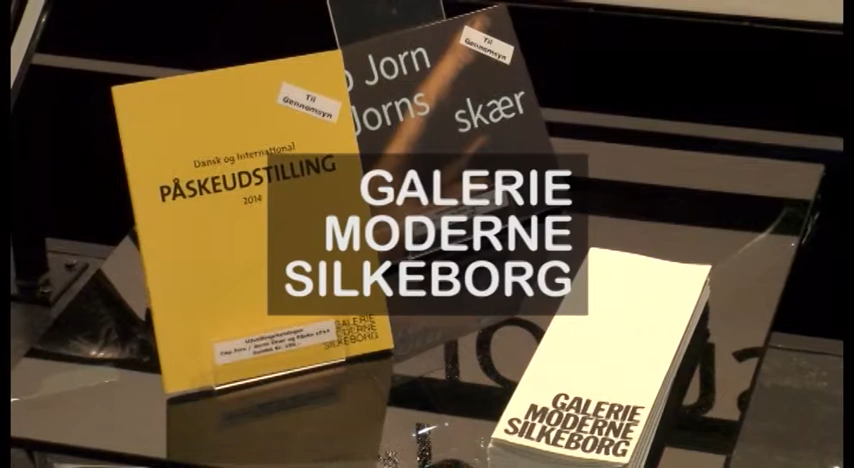 Til
Gennemsyn
Dansk og International
PÅSKEUDSTILLING
2014
GALERIE
MODERNE
SILKEBORG
Jorn
Jorns skær
Til
Gennemsyn
GALERIE
MODERNE
SILKEBORG
GALERIE
MODERNE
SILKEBORG